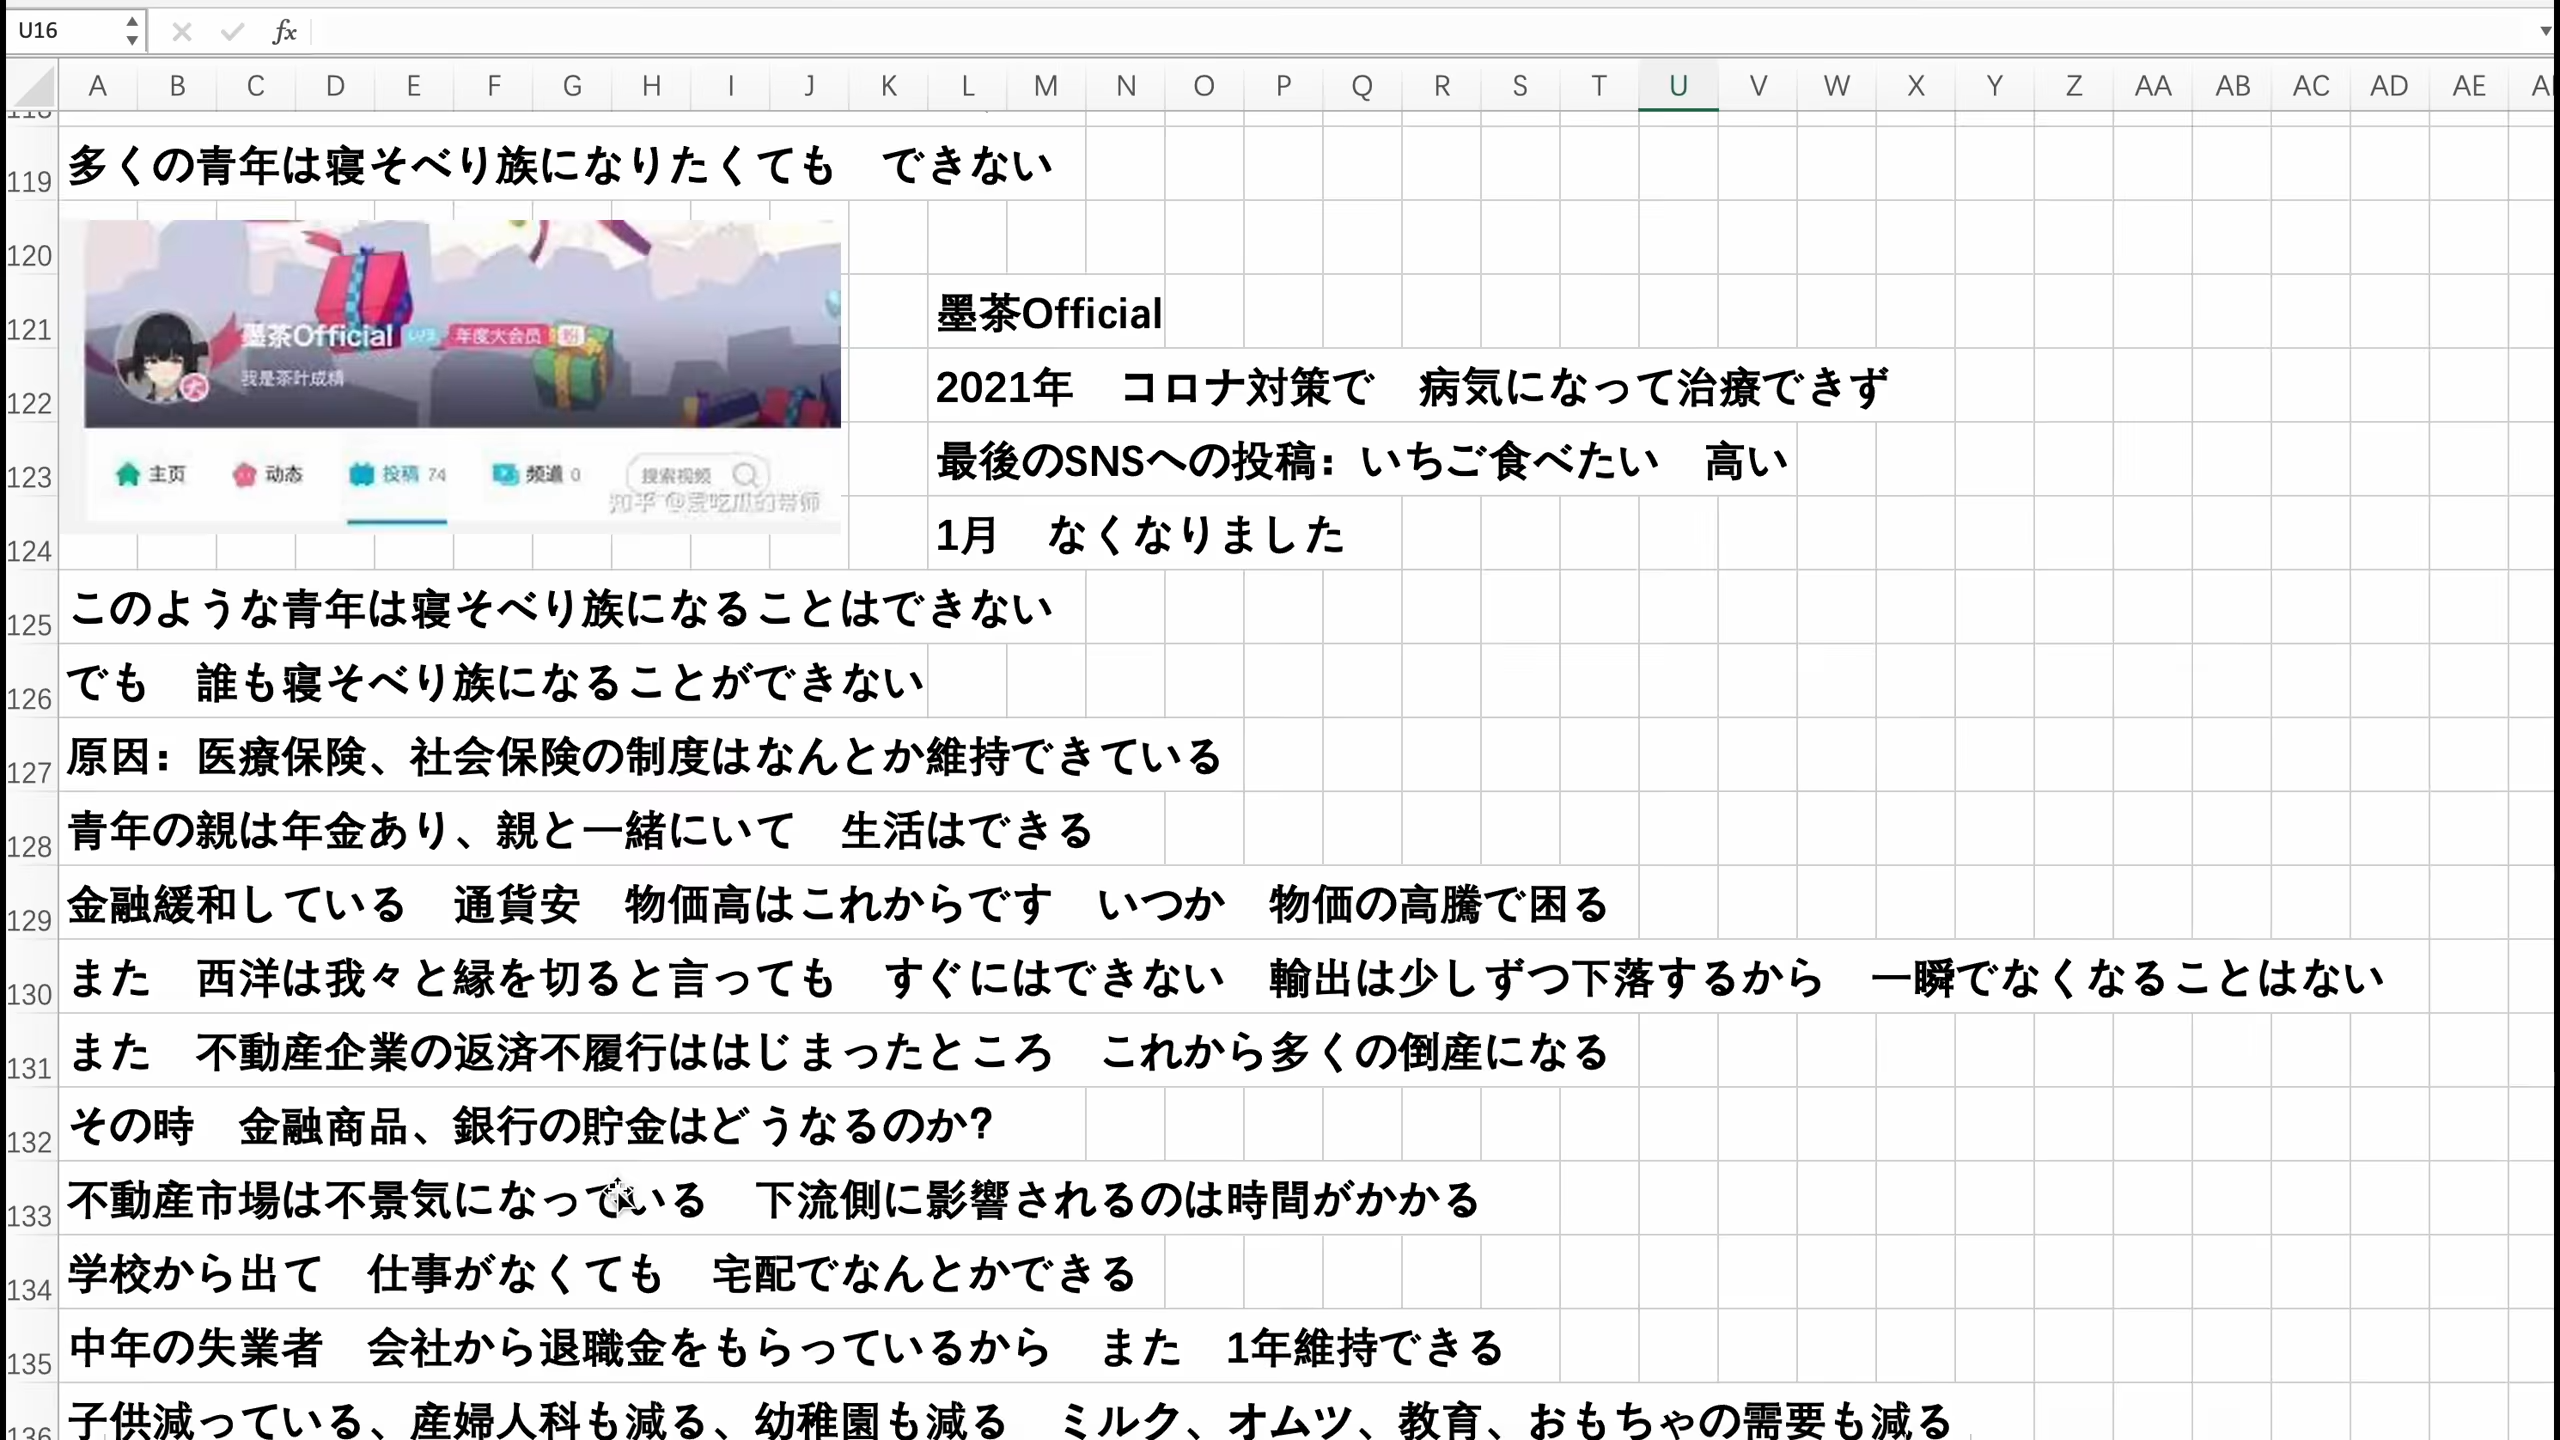 U16 fx
A B C D E F G H I J K L M N O P Q R S T U V W X Y Z AA AB AC AD AE
118
119 多くの青年は寝そべり族になりたくても　できない
120
墨茶Official 年度大会员
我是茶叶成精
主页 动态 投稿 74 频道 0 搜索视频
知乎
121 墨茶Official
122 2021年　コロナ対策で　病気になって治療できず
123 最後のSNSへの投稿：いちご食べたい　高い
124 1月　なくなりました
125 このような青年は寝そべり族になることはできない
126 でも　誰も寝そべり族になることができない
127 原因：医療保険、社会保険の制度はなんとか維持できている
128 青年の親は年金あり、親と一緒にいて　生活はできる
129 金融緩和している　通貨安　物価高はこれからです　いつか　物価の高騰で困る
130 また　西洋は我々と縁を切ると言っても　すぐにはできない　輸出は少しずつ下落するから　一瞬でなくなることはない
131 また　不動産企業の返済不履行ははじまったところ　これから多くの倒産になる
132 その時　金融商品、銀行の貯金はどうなるのか？
133 不動産市場は不景気になっている　下流側に影響されるのは時間がかかる
134 学校から出て　仕事がなくても　宅配でなんとかできる
135 中年の失業者　会社から退職金をもらっているから　また　1年維持できる
136 子供減っている、産婦人科も減る、幼稚園も減る　ミルク、オムツ、教育、おもちゃの需要も減る